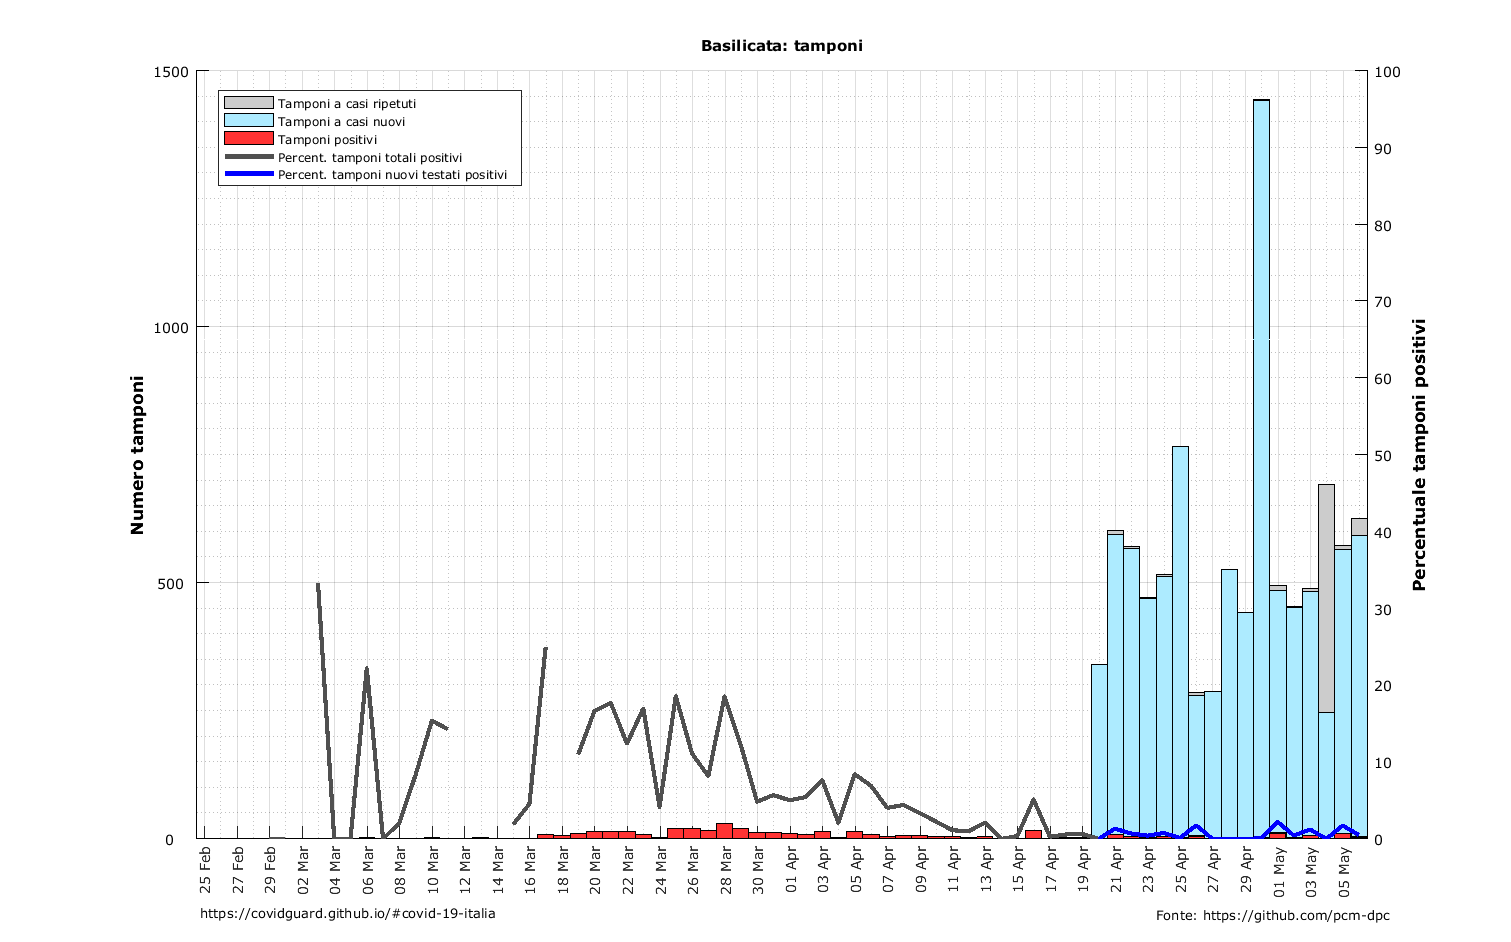 Basilicata: tamponi
1500
1000
500
0
Numero tamponi
Tamponi a casi ripetuti
Tamponi a casi nuovi
Tamponi positivi
Percent. tamponi totali positivi
Percent. tamponi nuovi testati positivi
100
90
80
70
60
50
40
30
20
10
0
Percentuale tamponi positivi
25 Feb
27 Feb
29 Feb
02 Mar
04 Mar
06 Mar
08 Mar
10 Mar
12 Mar
14 Mar
16 Mar
18 Mar
20 Mar
22 Mar
24 Mar
26 Mar
28 Mar
30 Mar
01 Apr
03 Apr
05 Apr
07 Apr
09 Apr
11 Apr
13 Apr
15 Apr
17 Apr
19 Apr
21 Apr
23 Apr
25 Apr
27 Apr
29 Apr
01 May
03 May
05 May
https://covidguard.github.io/#covid-19-italia
Fonte: https://github.com/pcm-dpc